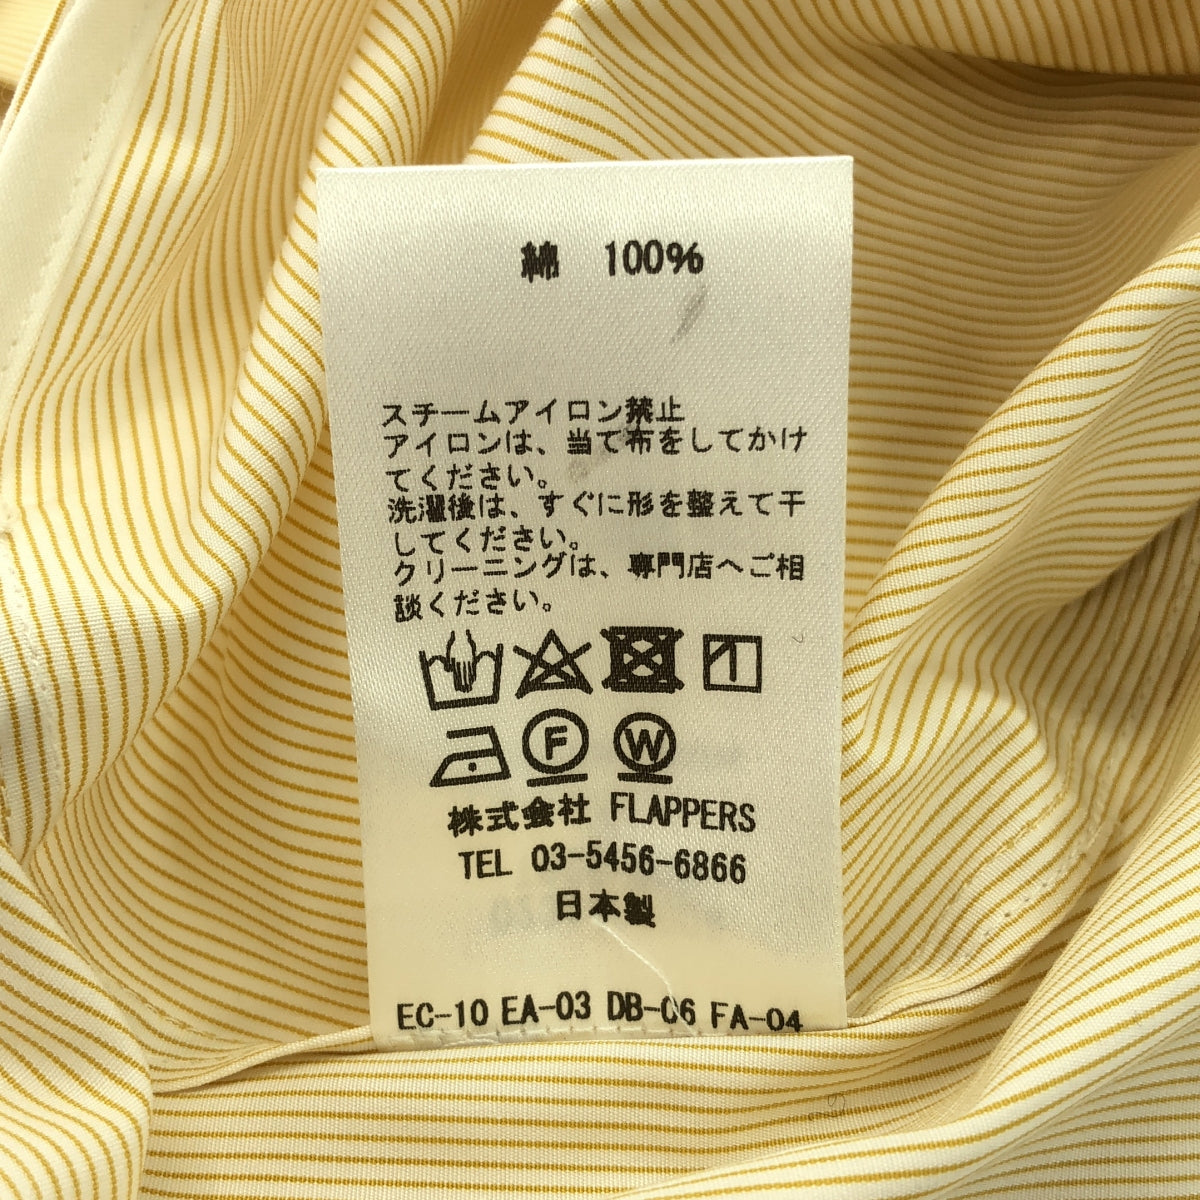 綿 100%
スチームアイロン禁止
アイロンは、当て布をしてかけ
てください。
洗濯後は、すぐに形を整えて干
してください。
クリーニングは、専門店へご相
談ください。
F W
株式会社 FLAPPERS
TEL 03-5456-6866
日本製
EC-10 EA-03 DB-06 FA-04